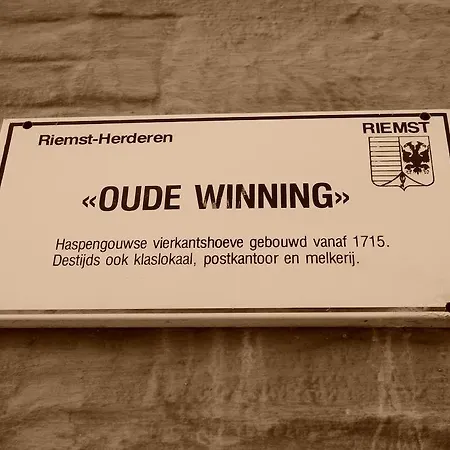 Riemst-Herderen
RIEMST
«OUDE WINNING»
Haspengouwse vierkantshoeve gebouwd vanaf 1715.
Destijds ook klaslokaal, postkantoor en melkerij.